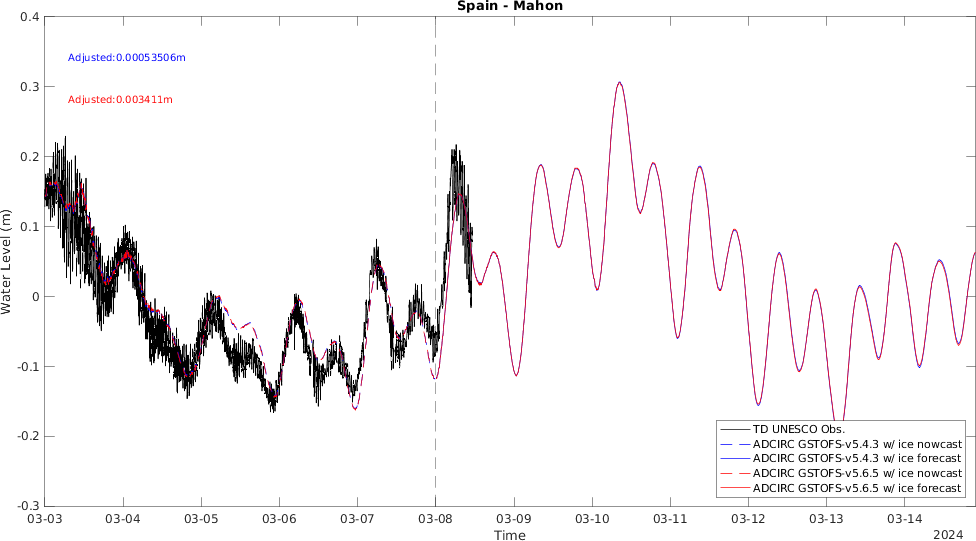 Spain - Mahon
0.4
0.3
0.2
0.1
0
-0.1
-0.2
-0.3
Water Level (m)
Adjusted:0.00053506m
Adjusted:0.003411m
TD UNESCO Obs.
ADCIRC GSTOFS-v5.4.3 w/ ice nowcast
ADCIRC GSTOFS-v5.4.3 w/ ice forecast
ADCIRC GSTOFS-v5.6.5 w/ ice nowcast
ADCIRC GSTOFS-v5.6.5 w/ ice forecast
03-03 03-04 03-05 03-06 03-07 03-08 03-09 03-10 03-11 03-12 03-13 03-14
Time
2024